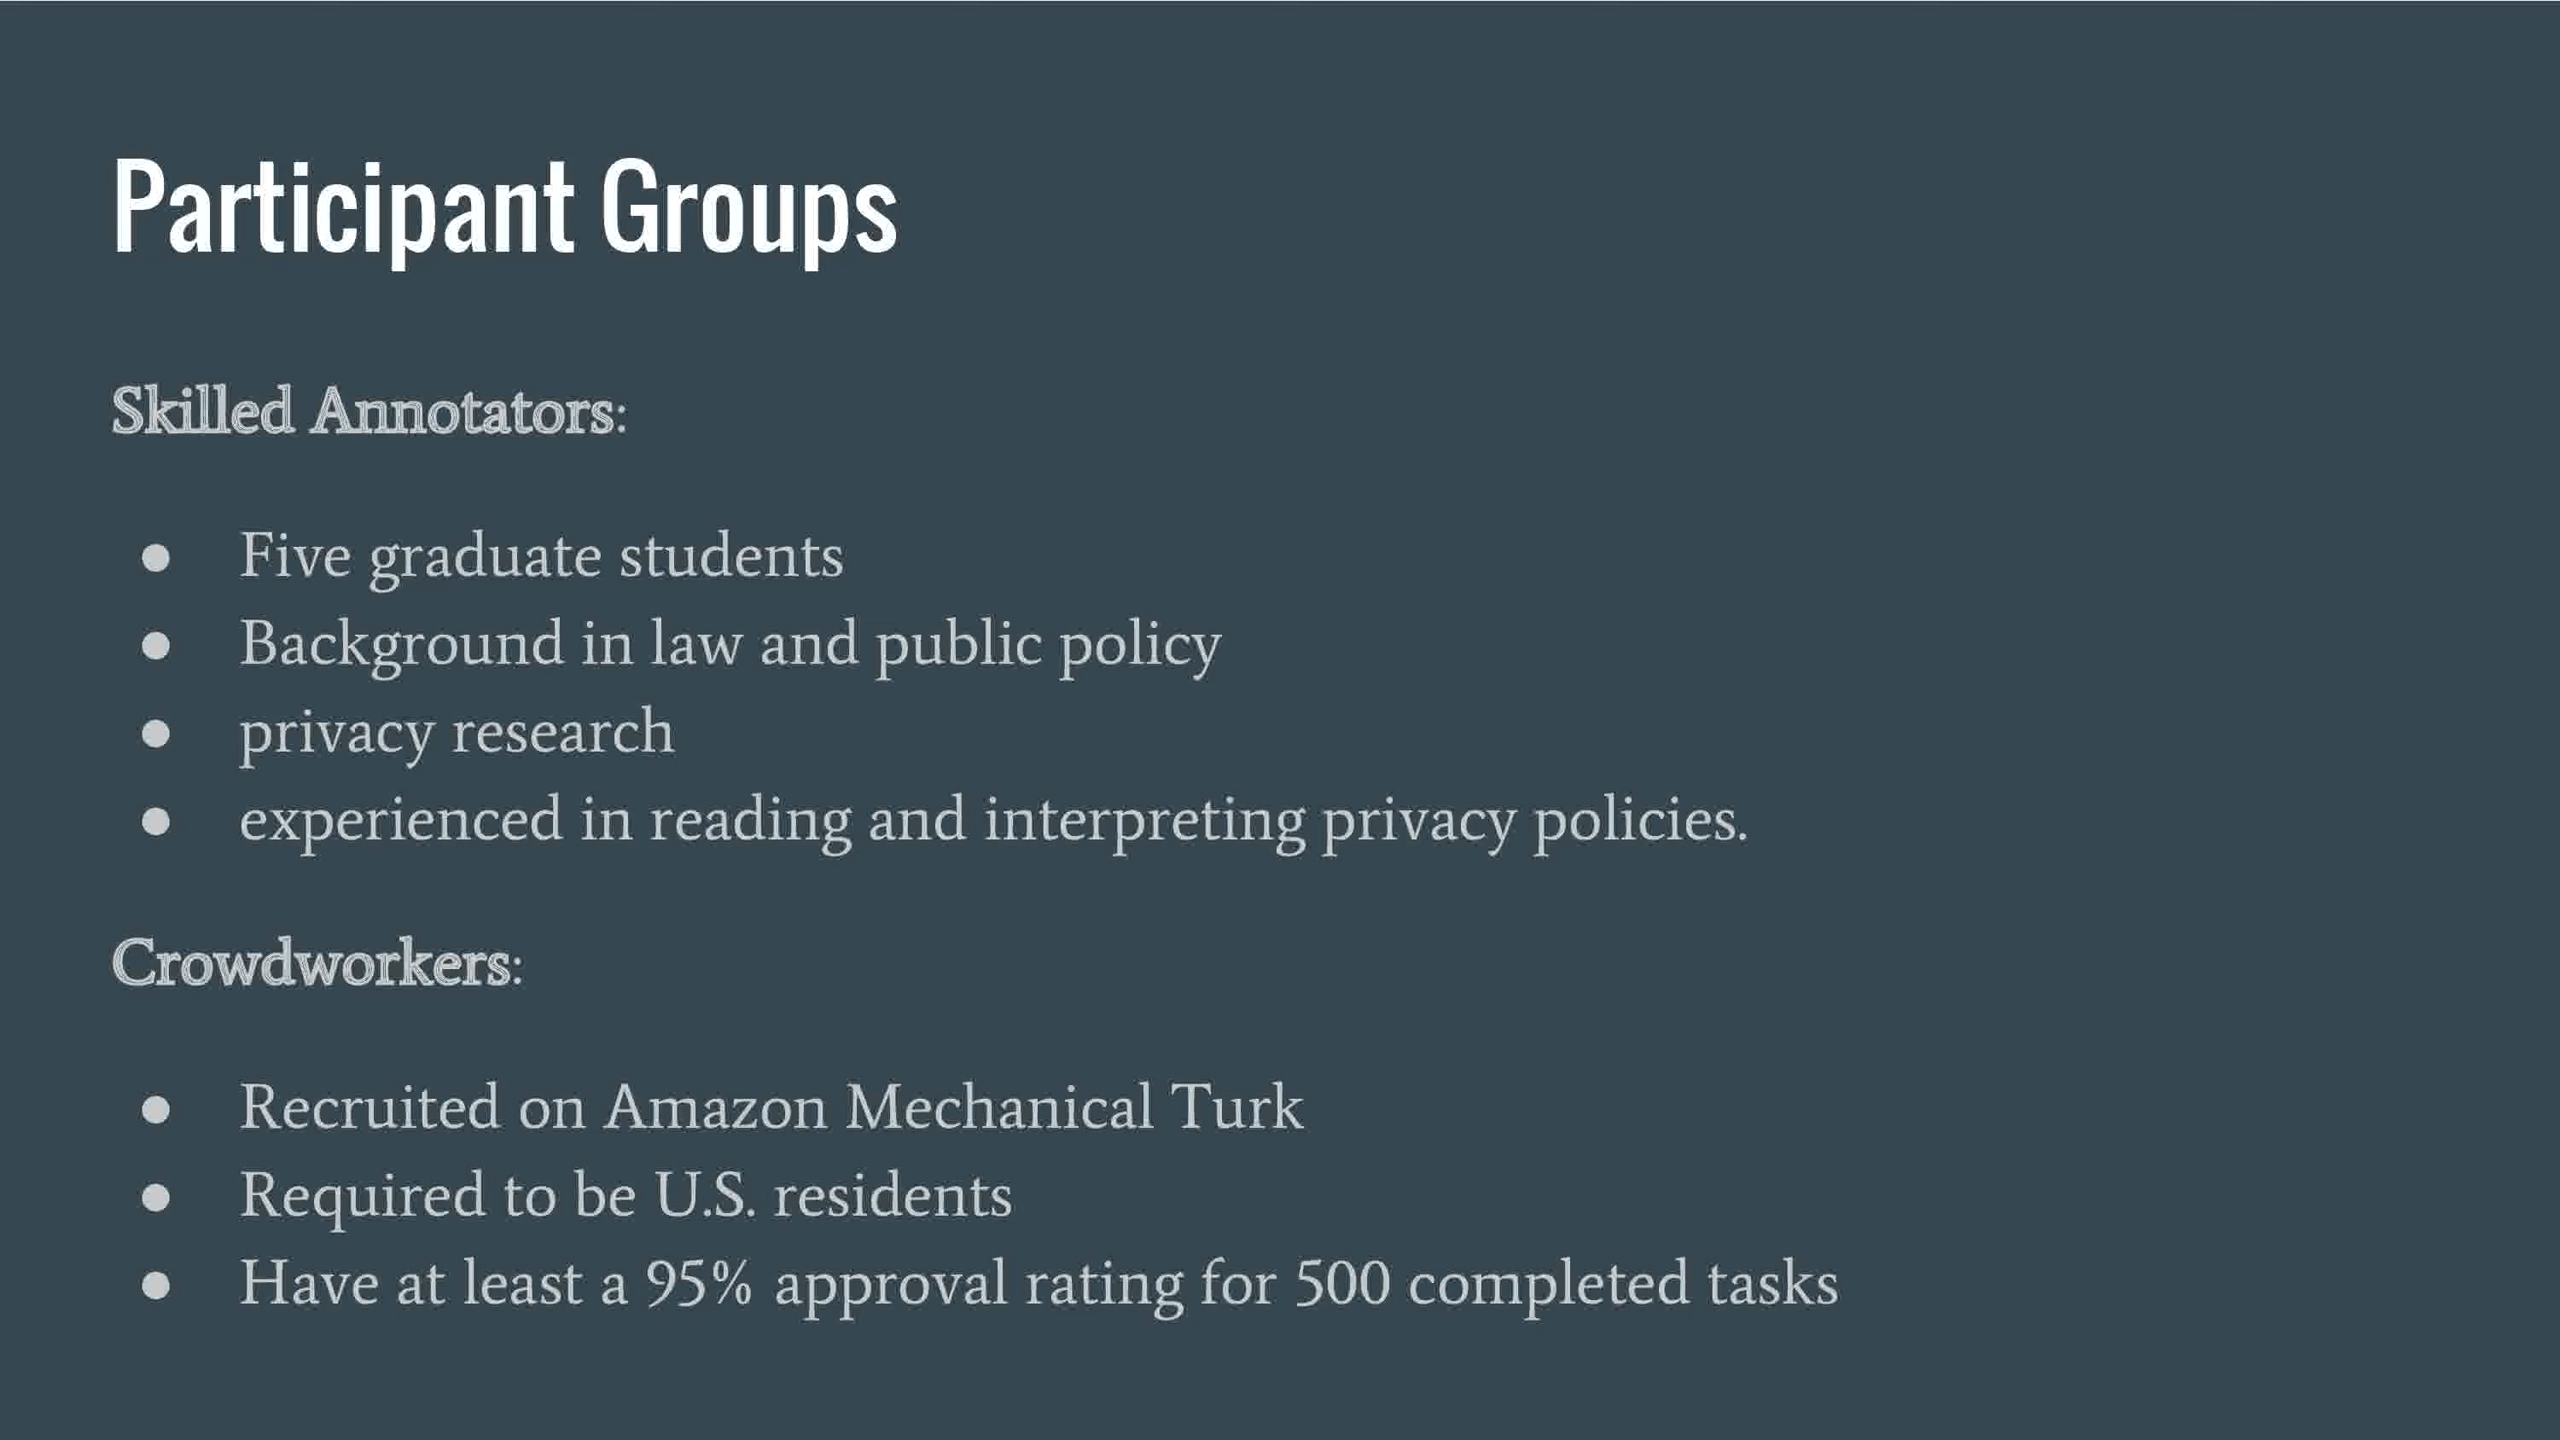 Participant Groups
Skilled Annotators:
● Five graduate students
● Background in law and public policy
● privacy research
● experienced in reading and interpreting privacy policies.
Crowdworkers:
● Recruited on Amazon Mechanical Turk
● Required to be U.S. residents
● Have at least a 95% approval rating for 500 completed tasks